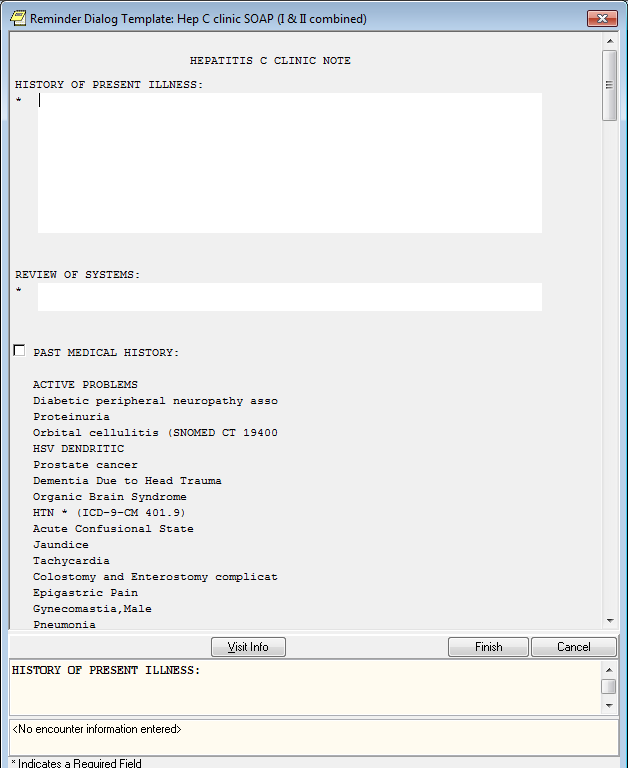 Reminder Dialog Template: Hep C clinic SOAP (I & II combined)
HEPATITIS C CLINIC NOTE
HISTORY OF PRESENT ILLNESS:
*
REVIEW OF SYSTEMS:
*
PAST MEDICAL HISTORY:
ACTIVE PROBLEMS
Diabetic peripheral neuropathy asso
Proteinuria
Orbital cellulitis (SNOMED CT 19400
HSV DENDRITIC
Prostate cancer
Dementia Due to Head Trauma
Organic Brain Syndrome
HTN * (ICD-9-CM 401.9)
Acute Confusional State
Jaundice
Tachycardia
Colostomy and Enterostomy complicat
Epigastric Pain
Gynecomastia,Male
Pneumonia
Visit Info Finish Cancel
HISTORY OF PRESENT ILLNESS:
<No encounter information entered>
* Indicates a Required Field